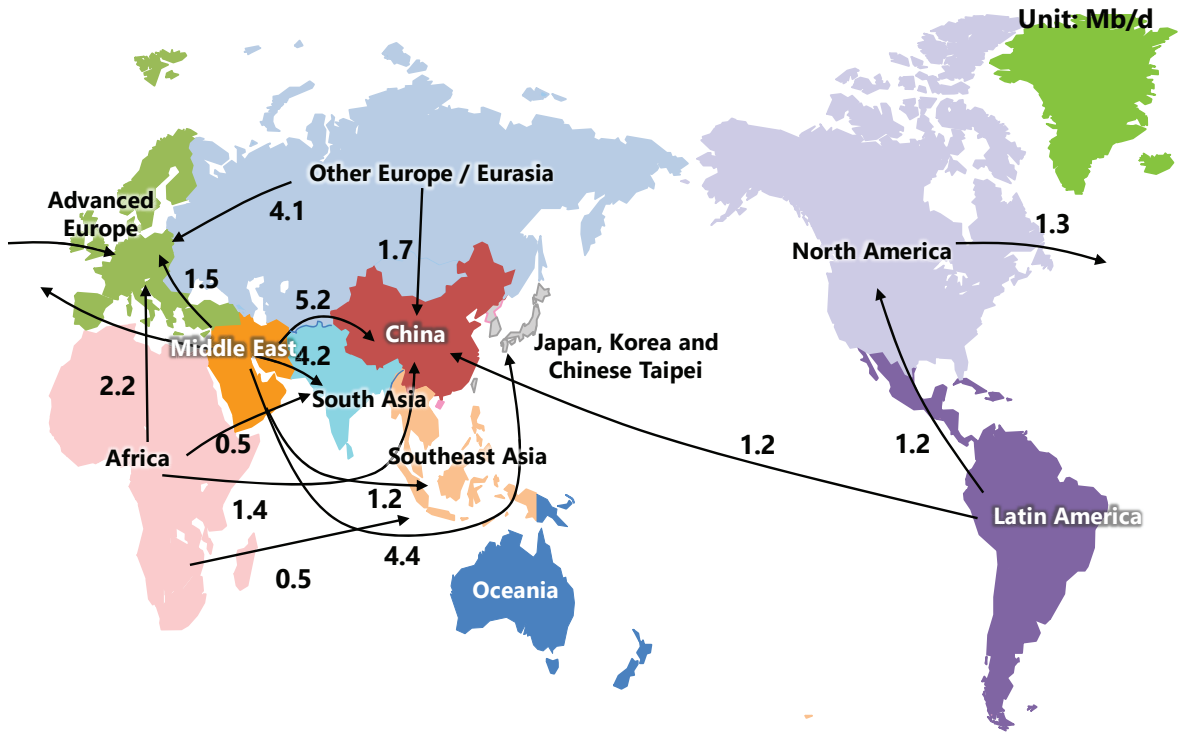 Unit: Mb/d
Other Europe / Eurasia
Advanced
Europe
4.1
1.3
1.7
North America
1.5
5.2
China
Middle East
4.2
Japan, Korea and
Chinese Taipei
2.2
South Asia
0.5
1.2
1.2
Africa
Southeast Asia
1.2
1.4
Latin America
4.4
0.5
Oceania